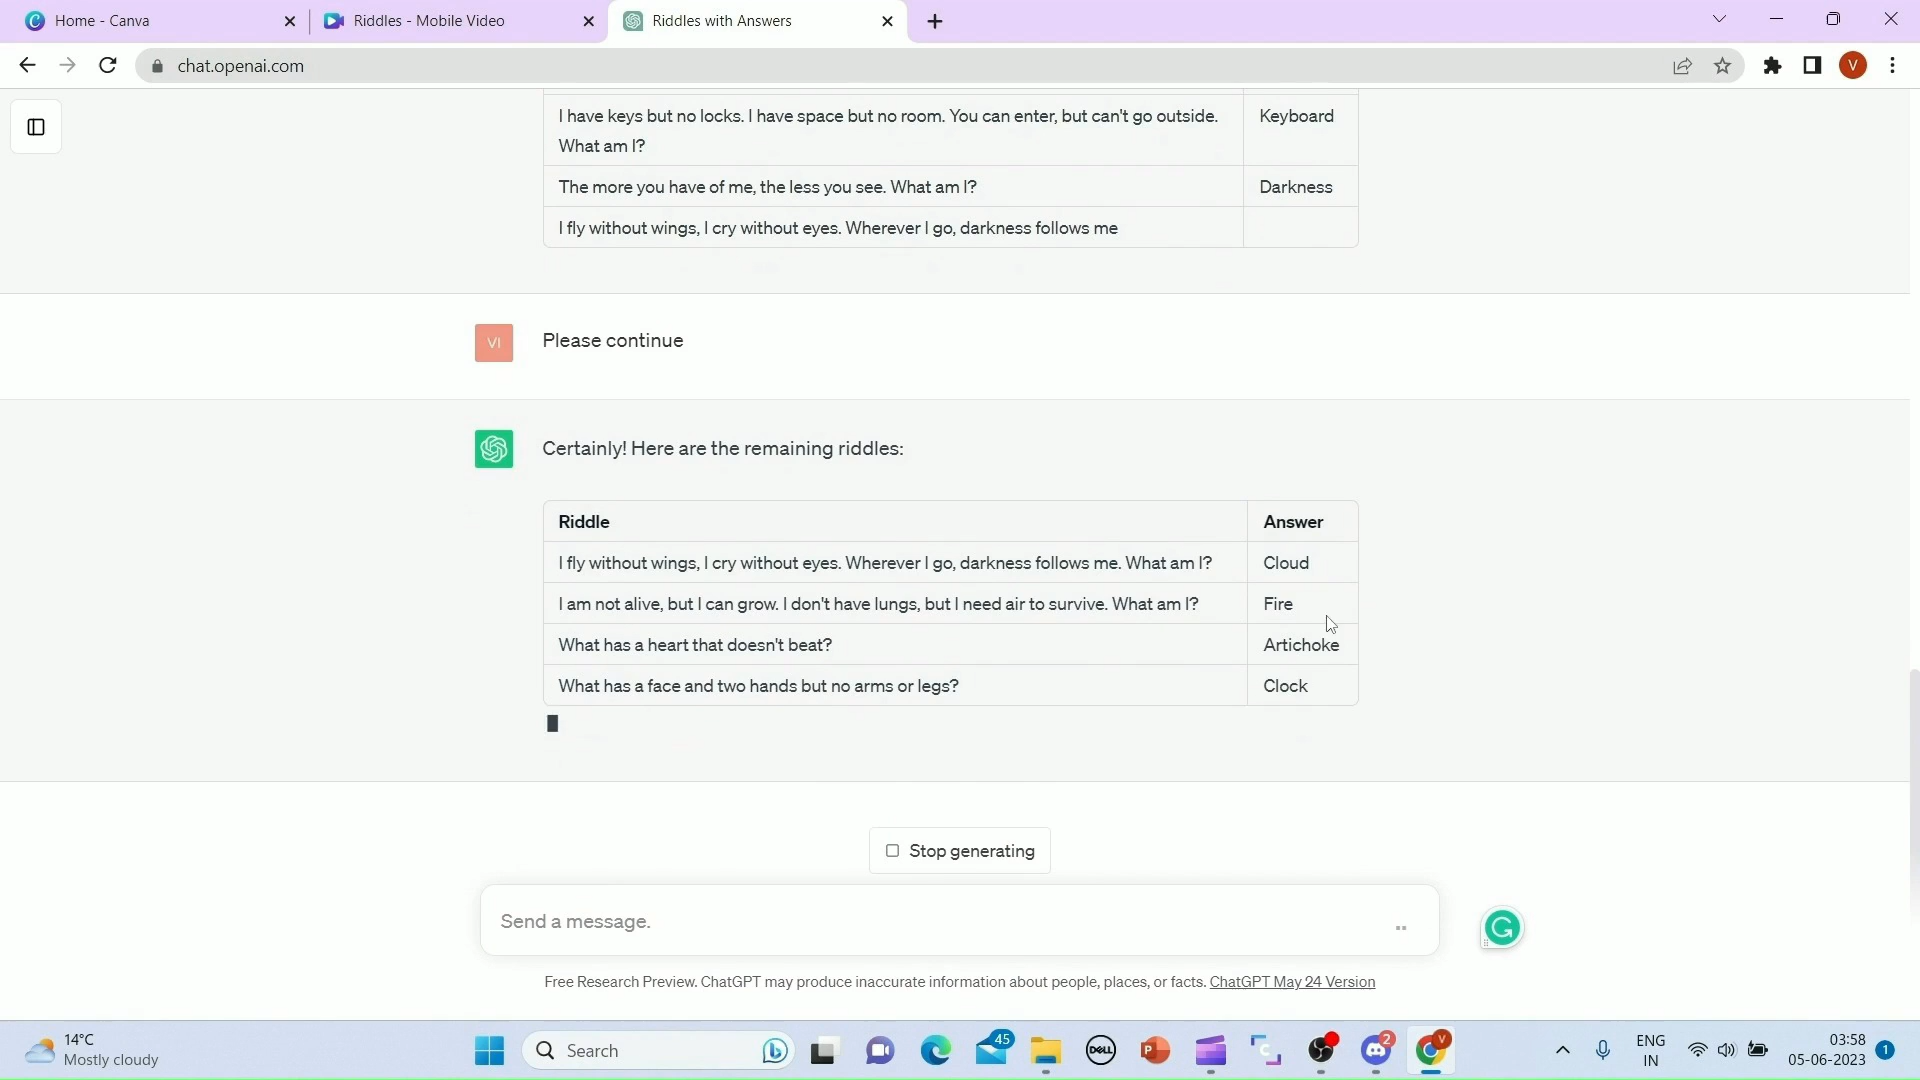 Home - Canva
Riddles - Mobile Video
Riddles with Answers
chat.openai.com
V
I have keys but no locks. I have space but no room. You can enter, but can't go outside. What am I?
Keyboard
The more you have of me, the less you see. What am I?
Darkness
I fly without wings, I cry without eyes. Wherever I go, darkness follows me
VI
Please continue
Certainly! Here are the remaining riddles:
Riddle
Answer
I fly without wings, I cry without eyes. Wherever I go, darkness follows me. What am I?
Cloud
I am not alive, but I can grow. I don't have lungs, but I need air to survive. What am I?
Fire
What has a heart that doesn't beat?
Artichoke
What has a face and two hands but no arms or legs?
Clock
Stop generating
Send a message.
Free Research Preview. ChatGPT may produce inaccurate information about people, places, or facts. ChatGPT May 24 Version
14°C
Mostly cloudy
Search
45
DELL
P
2
V
ENG
IN
03:58
05-06-2023
1